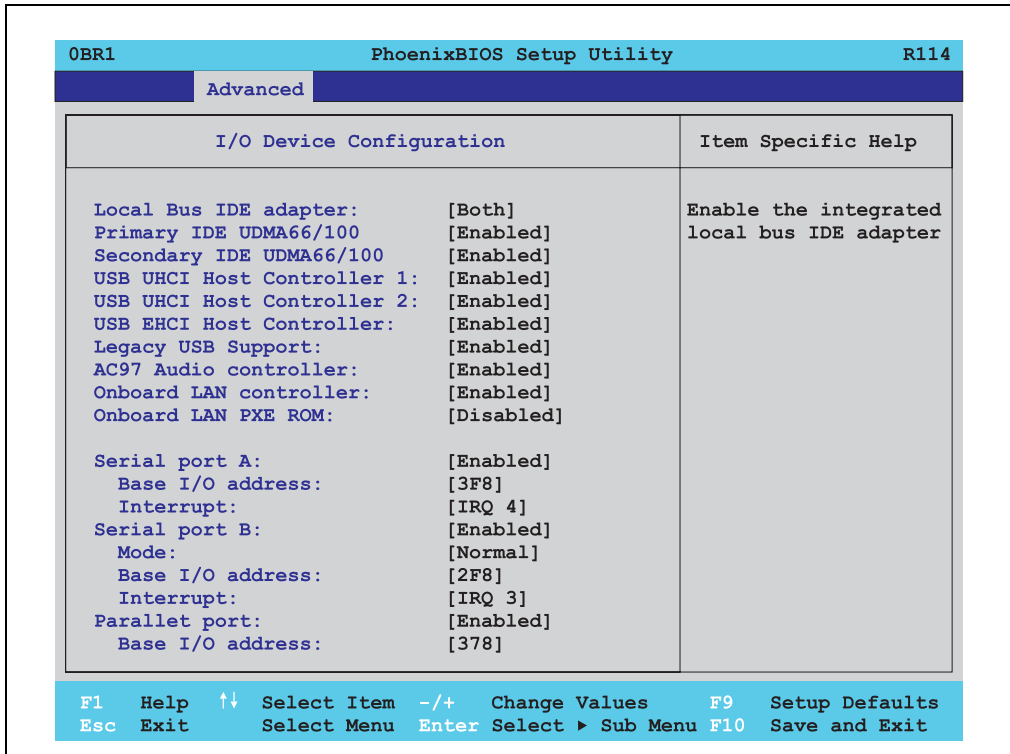 0BR1 PhoenixBIOS Setup Utility R114
Advanced
I/O Device Configuration Item Specific Help
Local Bus IDE adapter: [Both] Enable the integrated
Primary IDE UDMA66/100 [Enabled] local bus IDE adapter
Secondary IDE UDMA66/100 [Enabled]
USB UHCI Host Controller 1: [Enabled]
USB UHCI Host Controller 2: [Enabled]
USB EHCI Host Controller: [Enabled]
Legacy USB Support: [Enabled]
AC97 Audio controller: [Enabled]
Onboard LAN controller: [Enabled]
Onboard LAN PXE ROM: [Disabled]
Serial port A: [Enabled]
Base I/O address: [3F8]
Interrupt: [IRQ 4]
Serial port B: [Enabled]
Mode: [Normal]
Base I/O address: [2F8]
Interrupt: [IRQ 3]
Parallet port: [Enabled]
Base I/O address: [378]
F1 Help ↑↓ Select Item -/+ Change Values F9 Setup Defaults
Esc Exit Select Menu Enter Select ▶ Sub Menu F10 Save and Exit